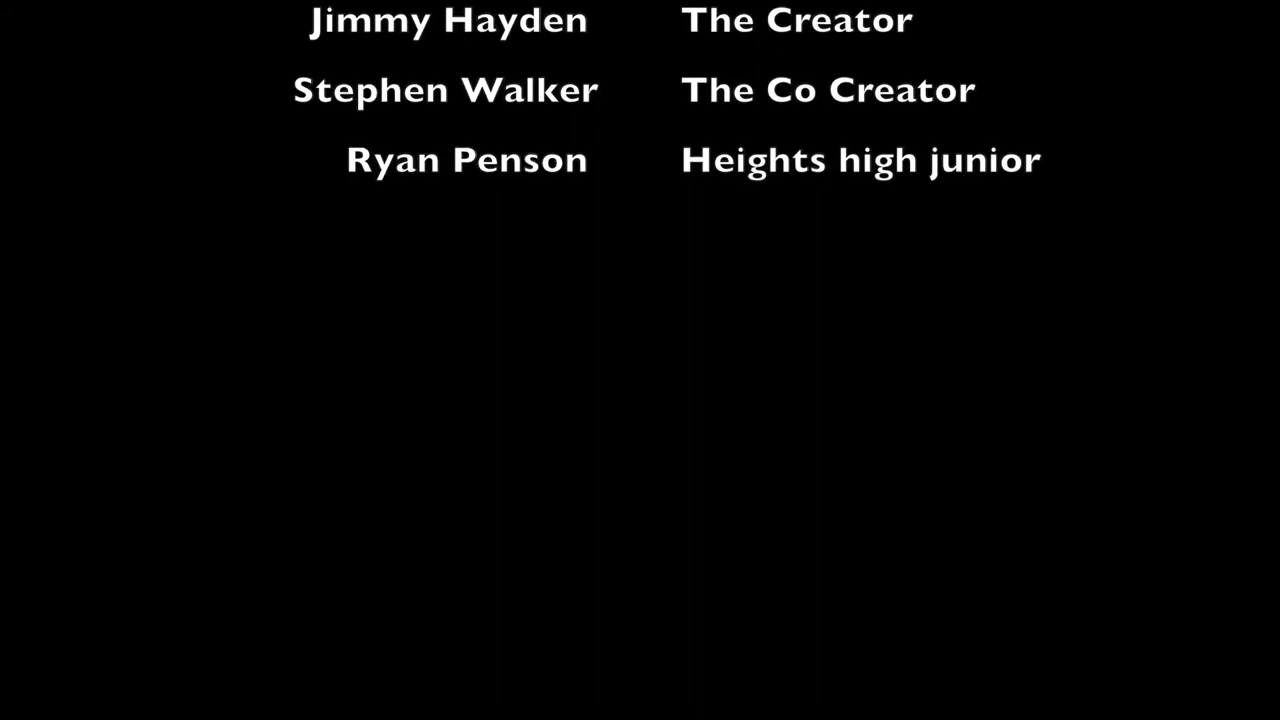 Jimmy Hayden The Creator
Stephen Walker The Co Creator
Ryan Penson Heights high junior